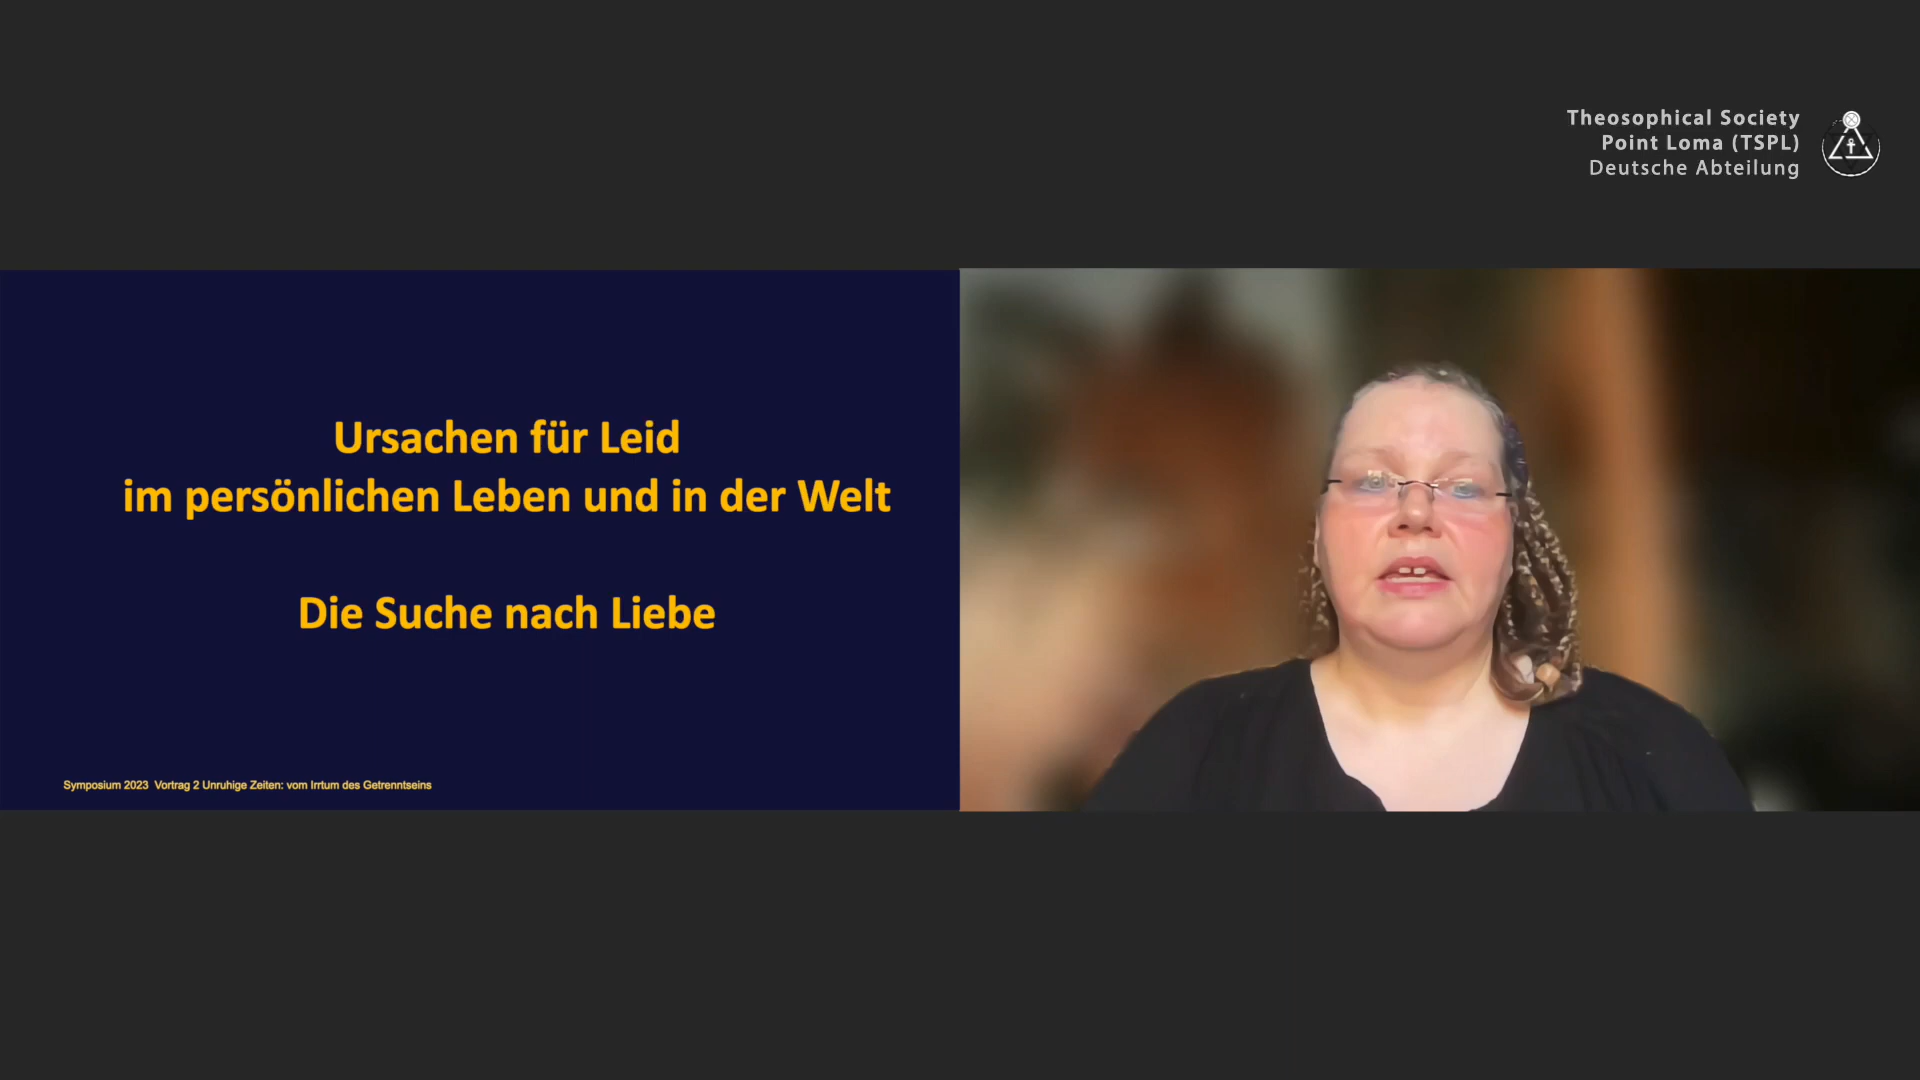 Theosophical Society
Point Loma (TSPL)
Deutsche Abteilung
Ursachen für Leid
im persönlichen Leben und in der Welt
Die Suche nach Liebe
Symposium 2023 Vortrag 2 Unruhige Zeiten: vom Irrtum des Getrenntseins